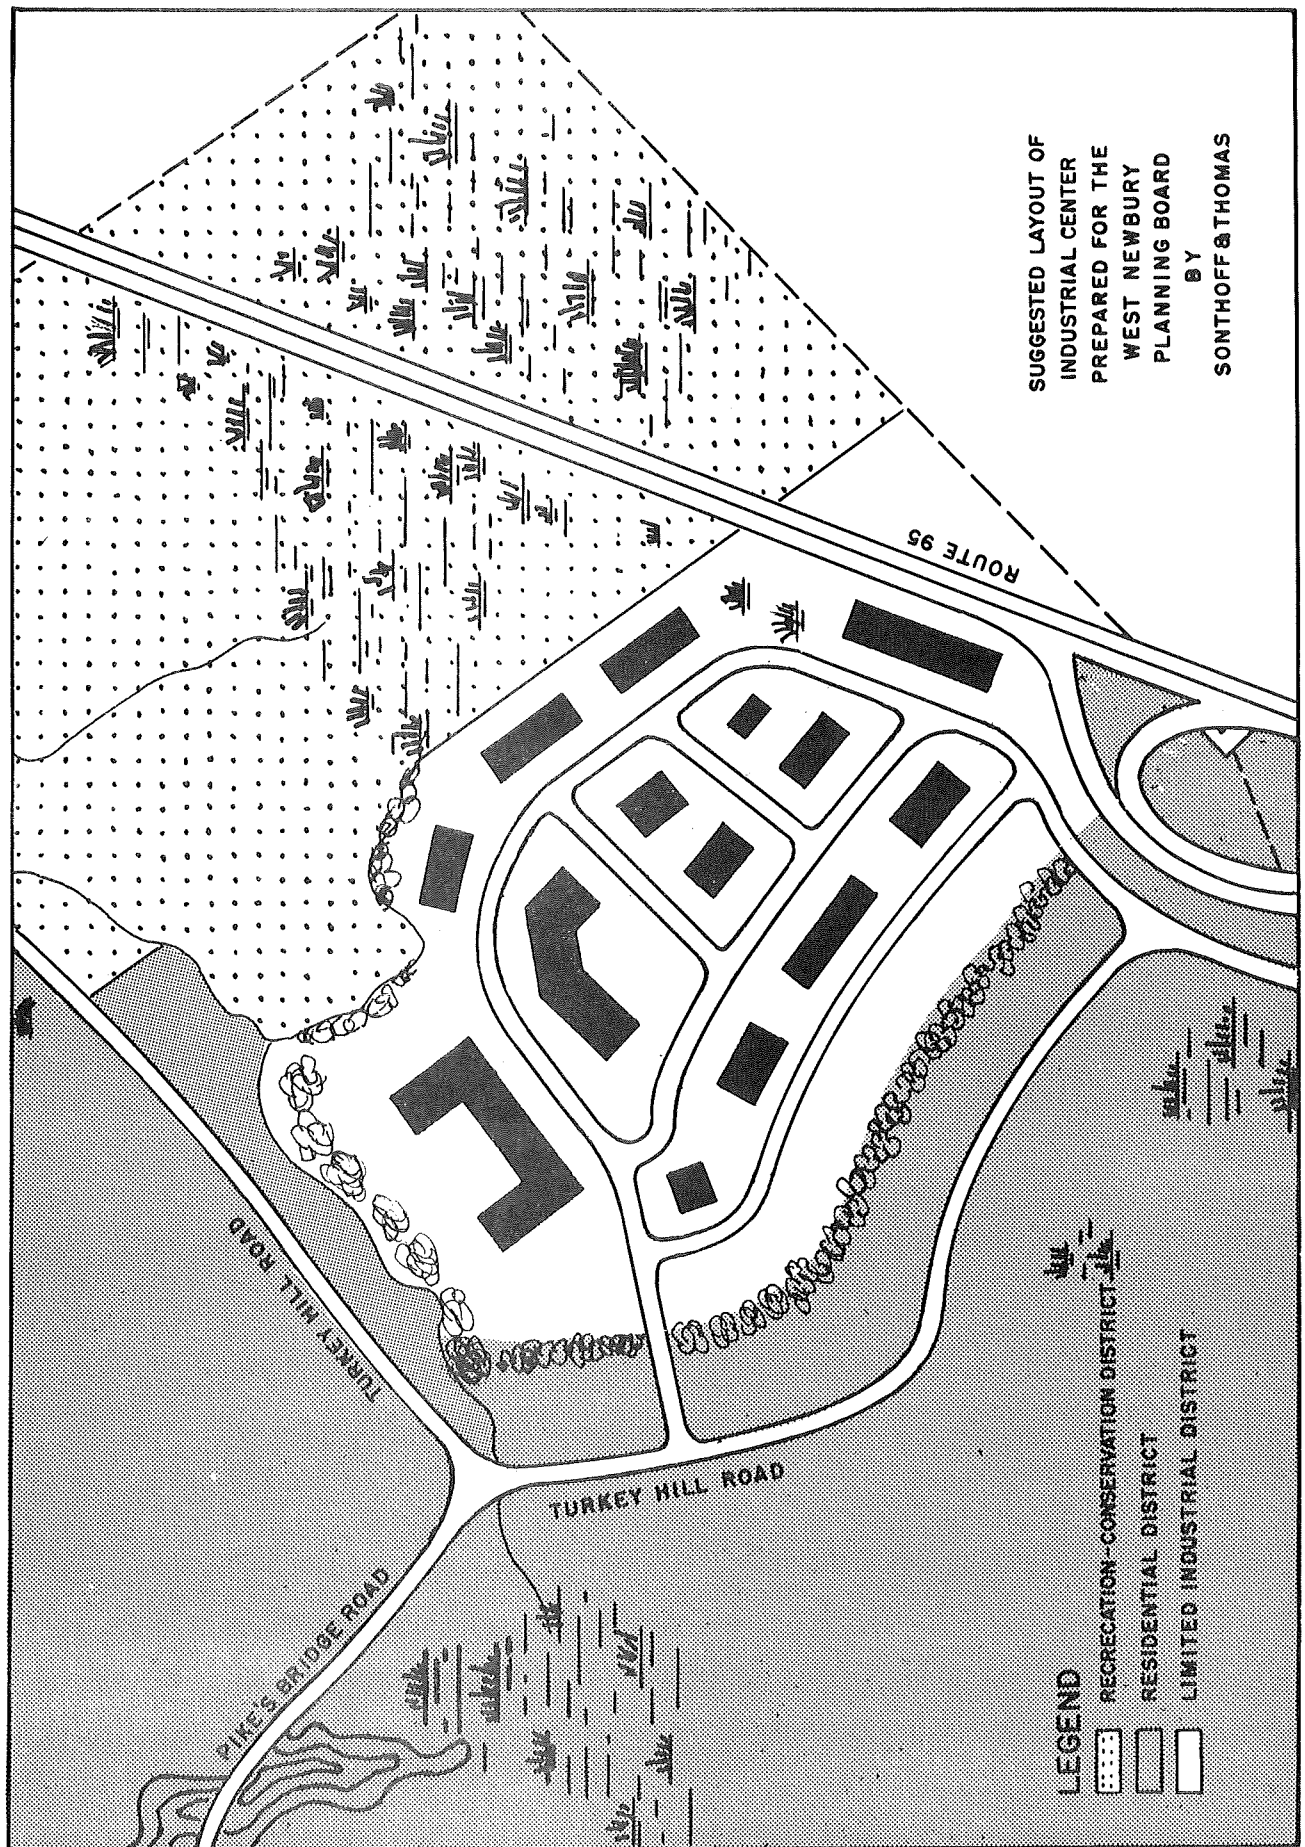 SUGGESTED LAYOUT OF
INDUSTRIAL CENTER
PREPARED FOR THE
WEST NEWBURY
PLANNING BOARD
BY
SONTHOFF & THOMAS
ROUTE 95
TURKEY HILL ROAD
TURKEY HILL ROAD
PIKE'S BRIDGE ROAD
LEGEND
RECRECATION-CONSERVATION DISTRICT
RESIDENTIAL DISTRICT
LIMITED INDUSTRIAL DISTRICT